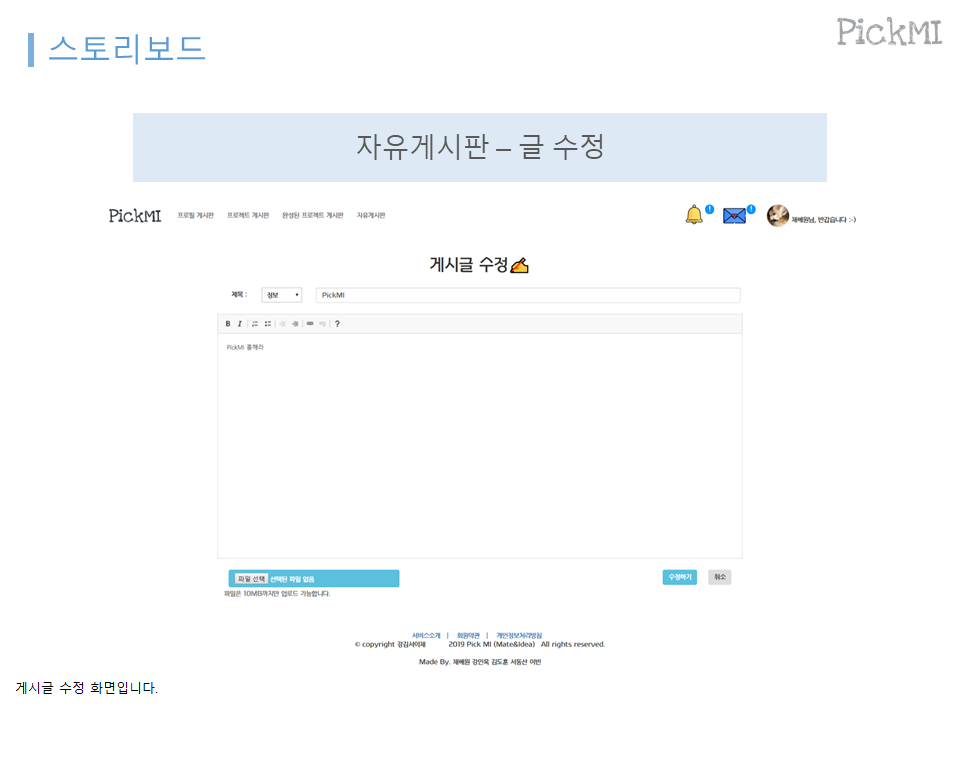 스토리보드
PickMI
자유게시판 – 글 수정
PickMI 프로필 게시판 프로젝트 게시판 완성된 프로젝트 게시판 자유게시판 ! ! 채배원님, 반갑습니다 :-)
게시글 수정
제목 : 정보 PickMI
B I ?
PickMI 흥해라
파일 선택 선택된 파일 없음 수정하기 취소
파일은 10MB까지만 업로드 가능합니다.
서비스소개 | 회원약관 | 개인정보처리방침
© copyright 강김서이채 2019 Pick MI (Mate&Idea) All rights reserved.
Made By. 채배원 강인욱 김도훈 서동산 이빈
게시글 수정 화면입니다.